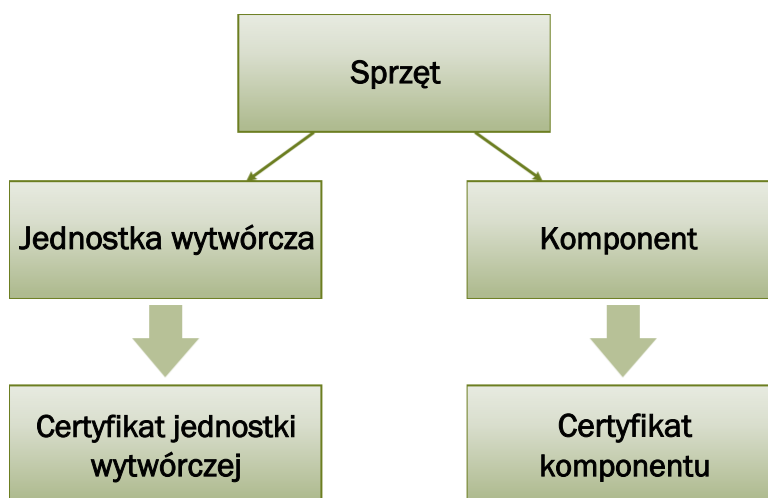 Sprzęt
Jednostka wytwórcza
Komponent
Certyfikat jednostki
wytwórczej
Certyfikat
komponentu